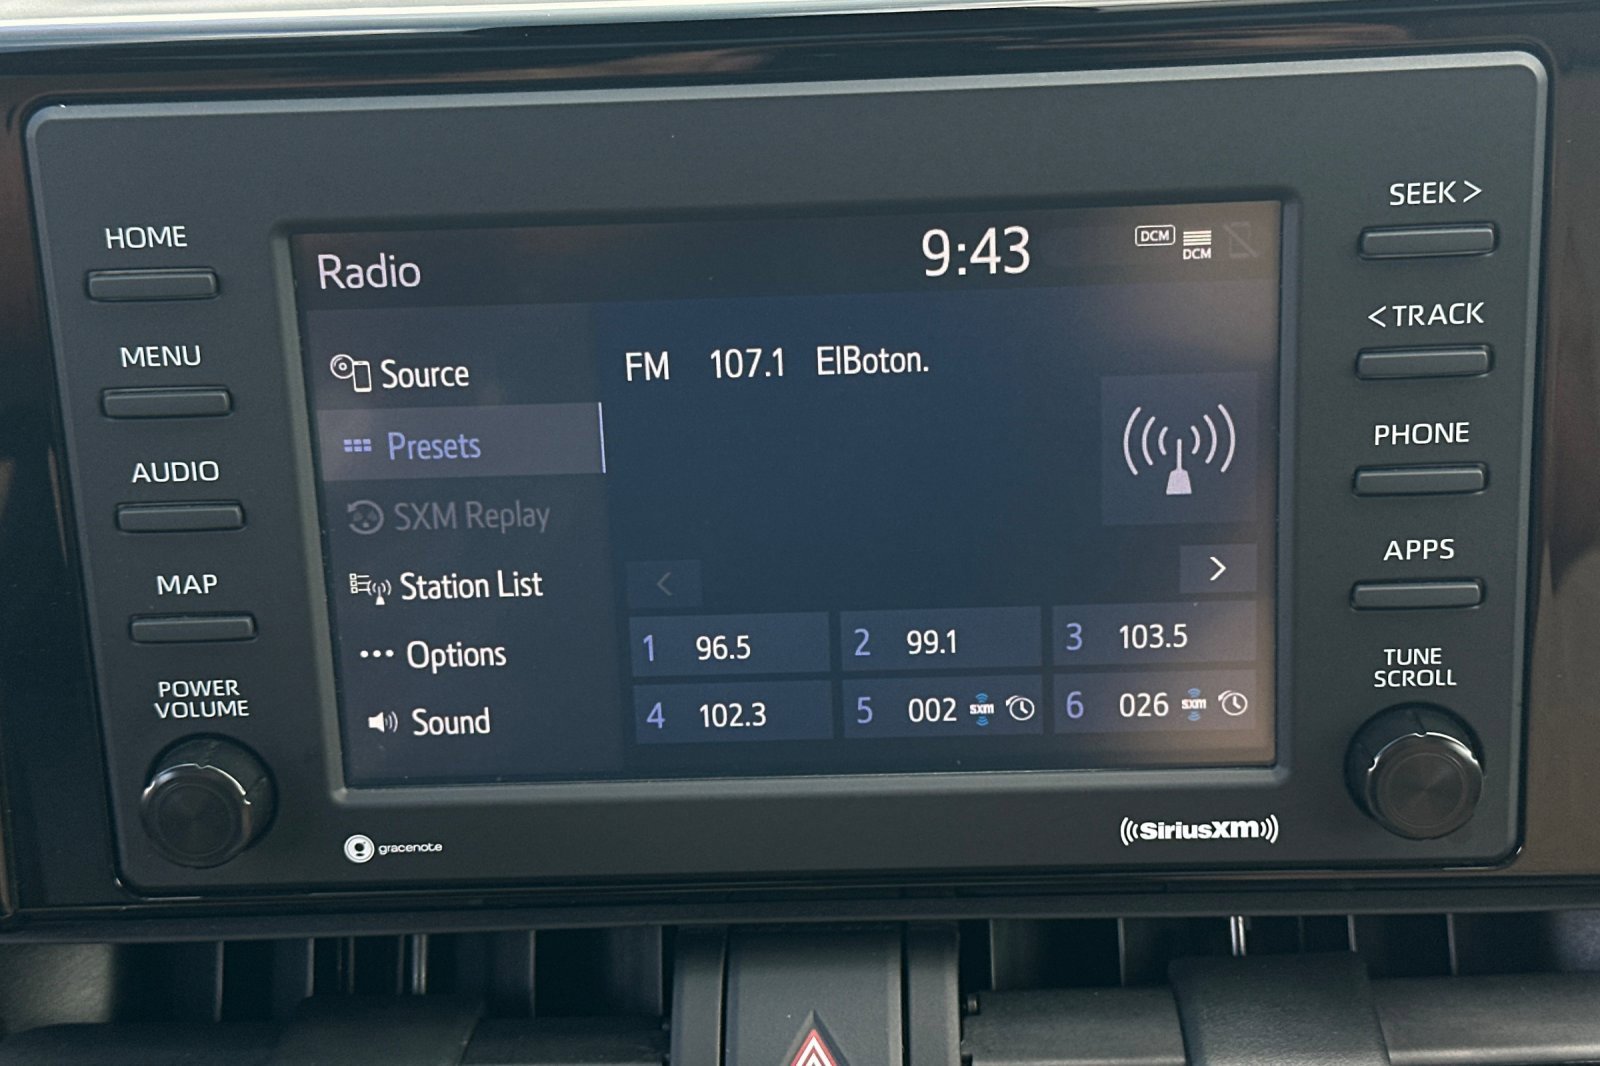 HOME
MENU
AUDIO
MAP
POWER
VOLUME
Radio 9:43 DCM DCM
Source
Presets
SXM Replay
Station List
Options
Sound
FM 107.1 ElBoton.
<
>
1 96.5 2 99.1 3 103.5
4 102.3 5 002 sxm 6 026 sxm
SEEK >
< TRACK
PHONE
APPS
TUNE
SCROLL
gracenote
((SiriusXM))